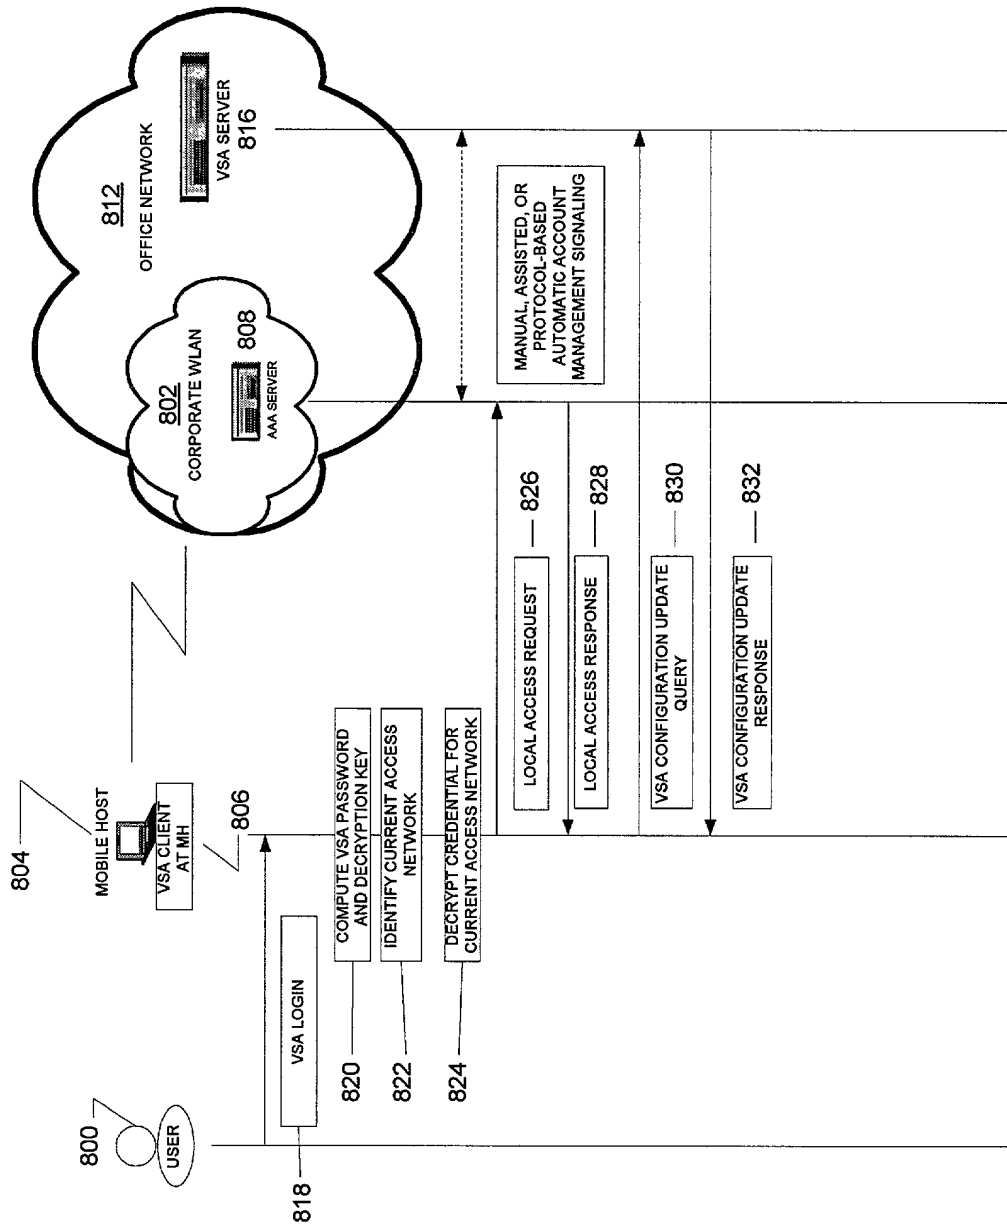 800
USER
804
MOBILE HOST
VSA CLIENT
AT MH
806
802
CORPORATE WLAN
808
AAA SERVER
812
OFFICE NETWORK
VSA SERVER
816
818
VSA LOGIN
820
COMPUTE VSA PASSWORD
AND DECRYPTION KEY
822
IDENTIFY CURRENT ACCESS
NETWORK
824
DECRYPT CREDENTIAL FOR
CURRENT ACCESS NETWORK
MANUAL, ASSISTED, OR
PROTOCOL-BASED
AUTOMATIC ACCOUNT
MANAGEMENT SIGNALING
LOCAL ACCESS REQUEST
826
LOCAL ACCESS RESPONSE
828
VSA CONFIGURATION UPDATE
QUERY
830
VSA CONFIGURATION UPDATE
RESPONSE
832